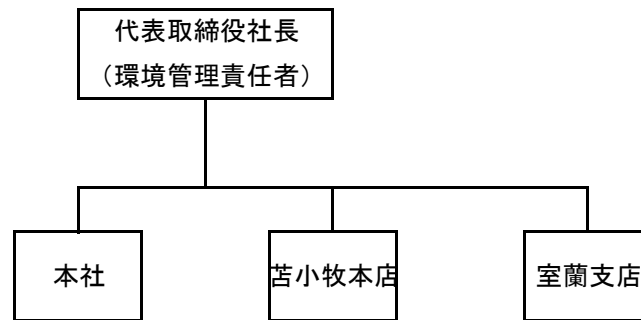 代表取締役社長
（環境管理責任者）
本社
苫小牧本店
室蘭支店